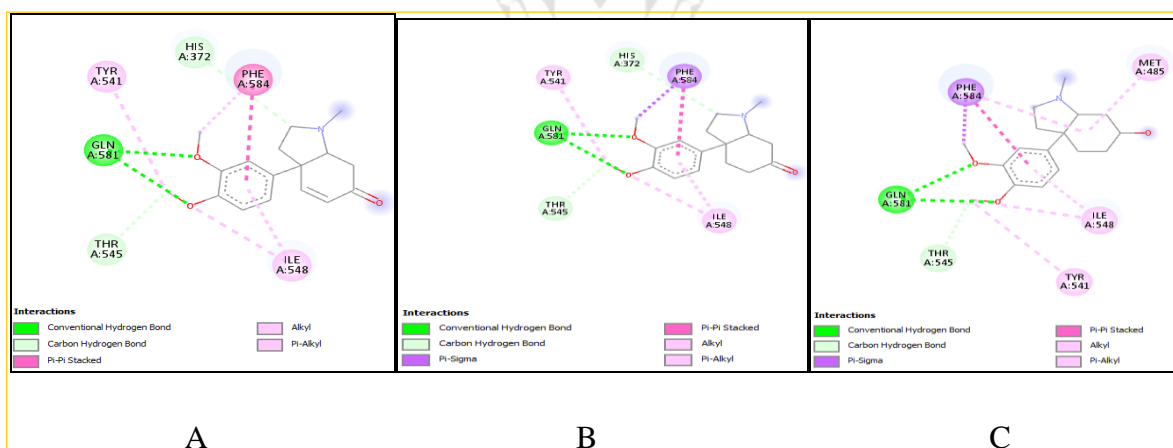 HIS
A:372
TYR
A:541
PHE
A:584
GLN
A:581
N
O
O
O
THR
A:545
ILE
A:548
Interactions
Conventional Hydrogen Bond
Carbon Hydrogen Bond
Pi-Pi Stacked
Alkyl
Pi-Alkyl
HIS
A:372
TYR
A:541
PHE
A:584
GLN
A:581
N
O
O
O
THR
A:545
ILE
A:548
Interactions
Conventional Hydrogen Bond
Carbon Hydrogen Bond
Pi-Sigma
Pi-Pi Stacked
Alkyl
Pi-Alkyl
MET
A:485
PHE
A:584
N
O
O
O
GLN
A:581
ILE
A:548
THR
A:545
TYR
A:541
Interactions
Conventional Hydrogen Bond
Carbon Hydrogen Bond
Pi-Sigma
Pi-Pi Stacked
Alkyl
Pi-Alkyl
A
B
C